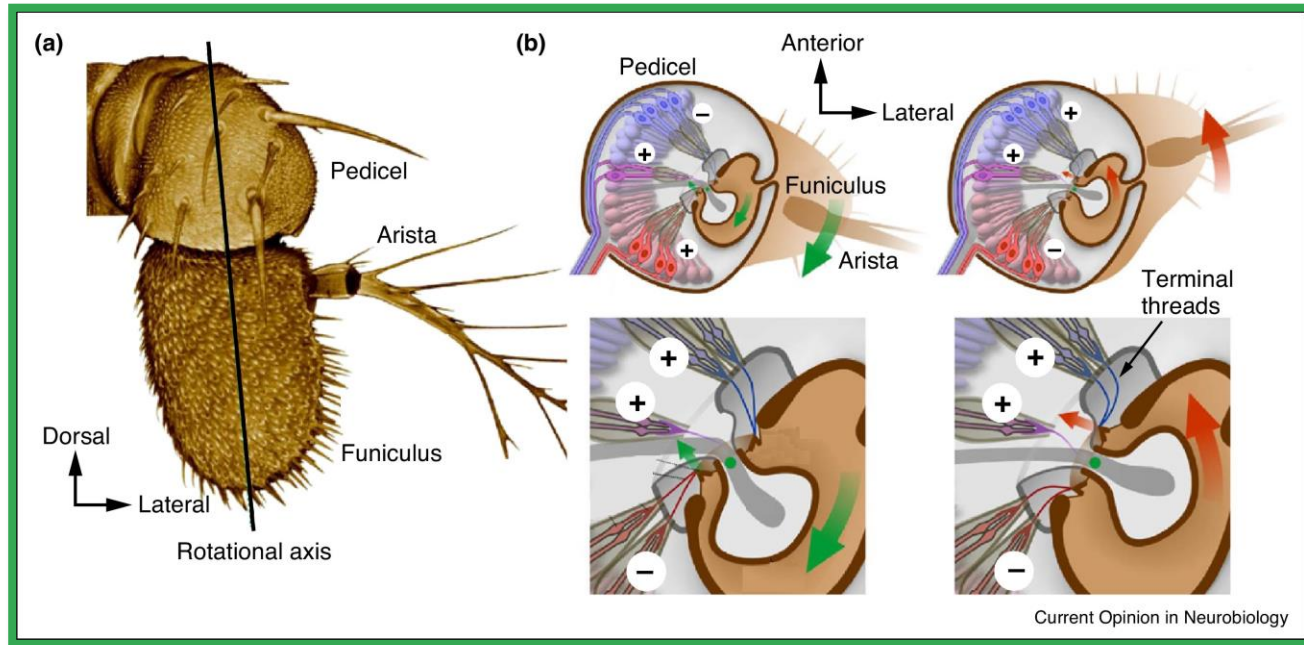 (a)
Pedicel
Arista
Dorsal
Lateral
Funiculus
Rotational axis
(b)
Anterior
Pedicel
Lateral
−
+
+
Funiculus
Arista
+
+
−
Terminal
threads
+
+
−
+
+
−
Current Opinion in Neurobiology